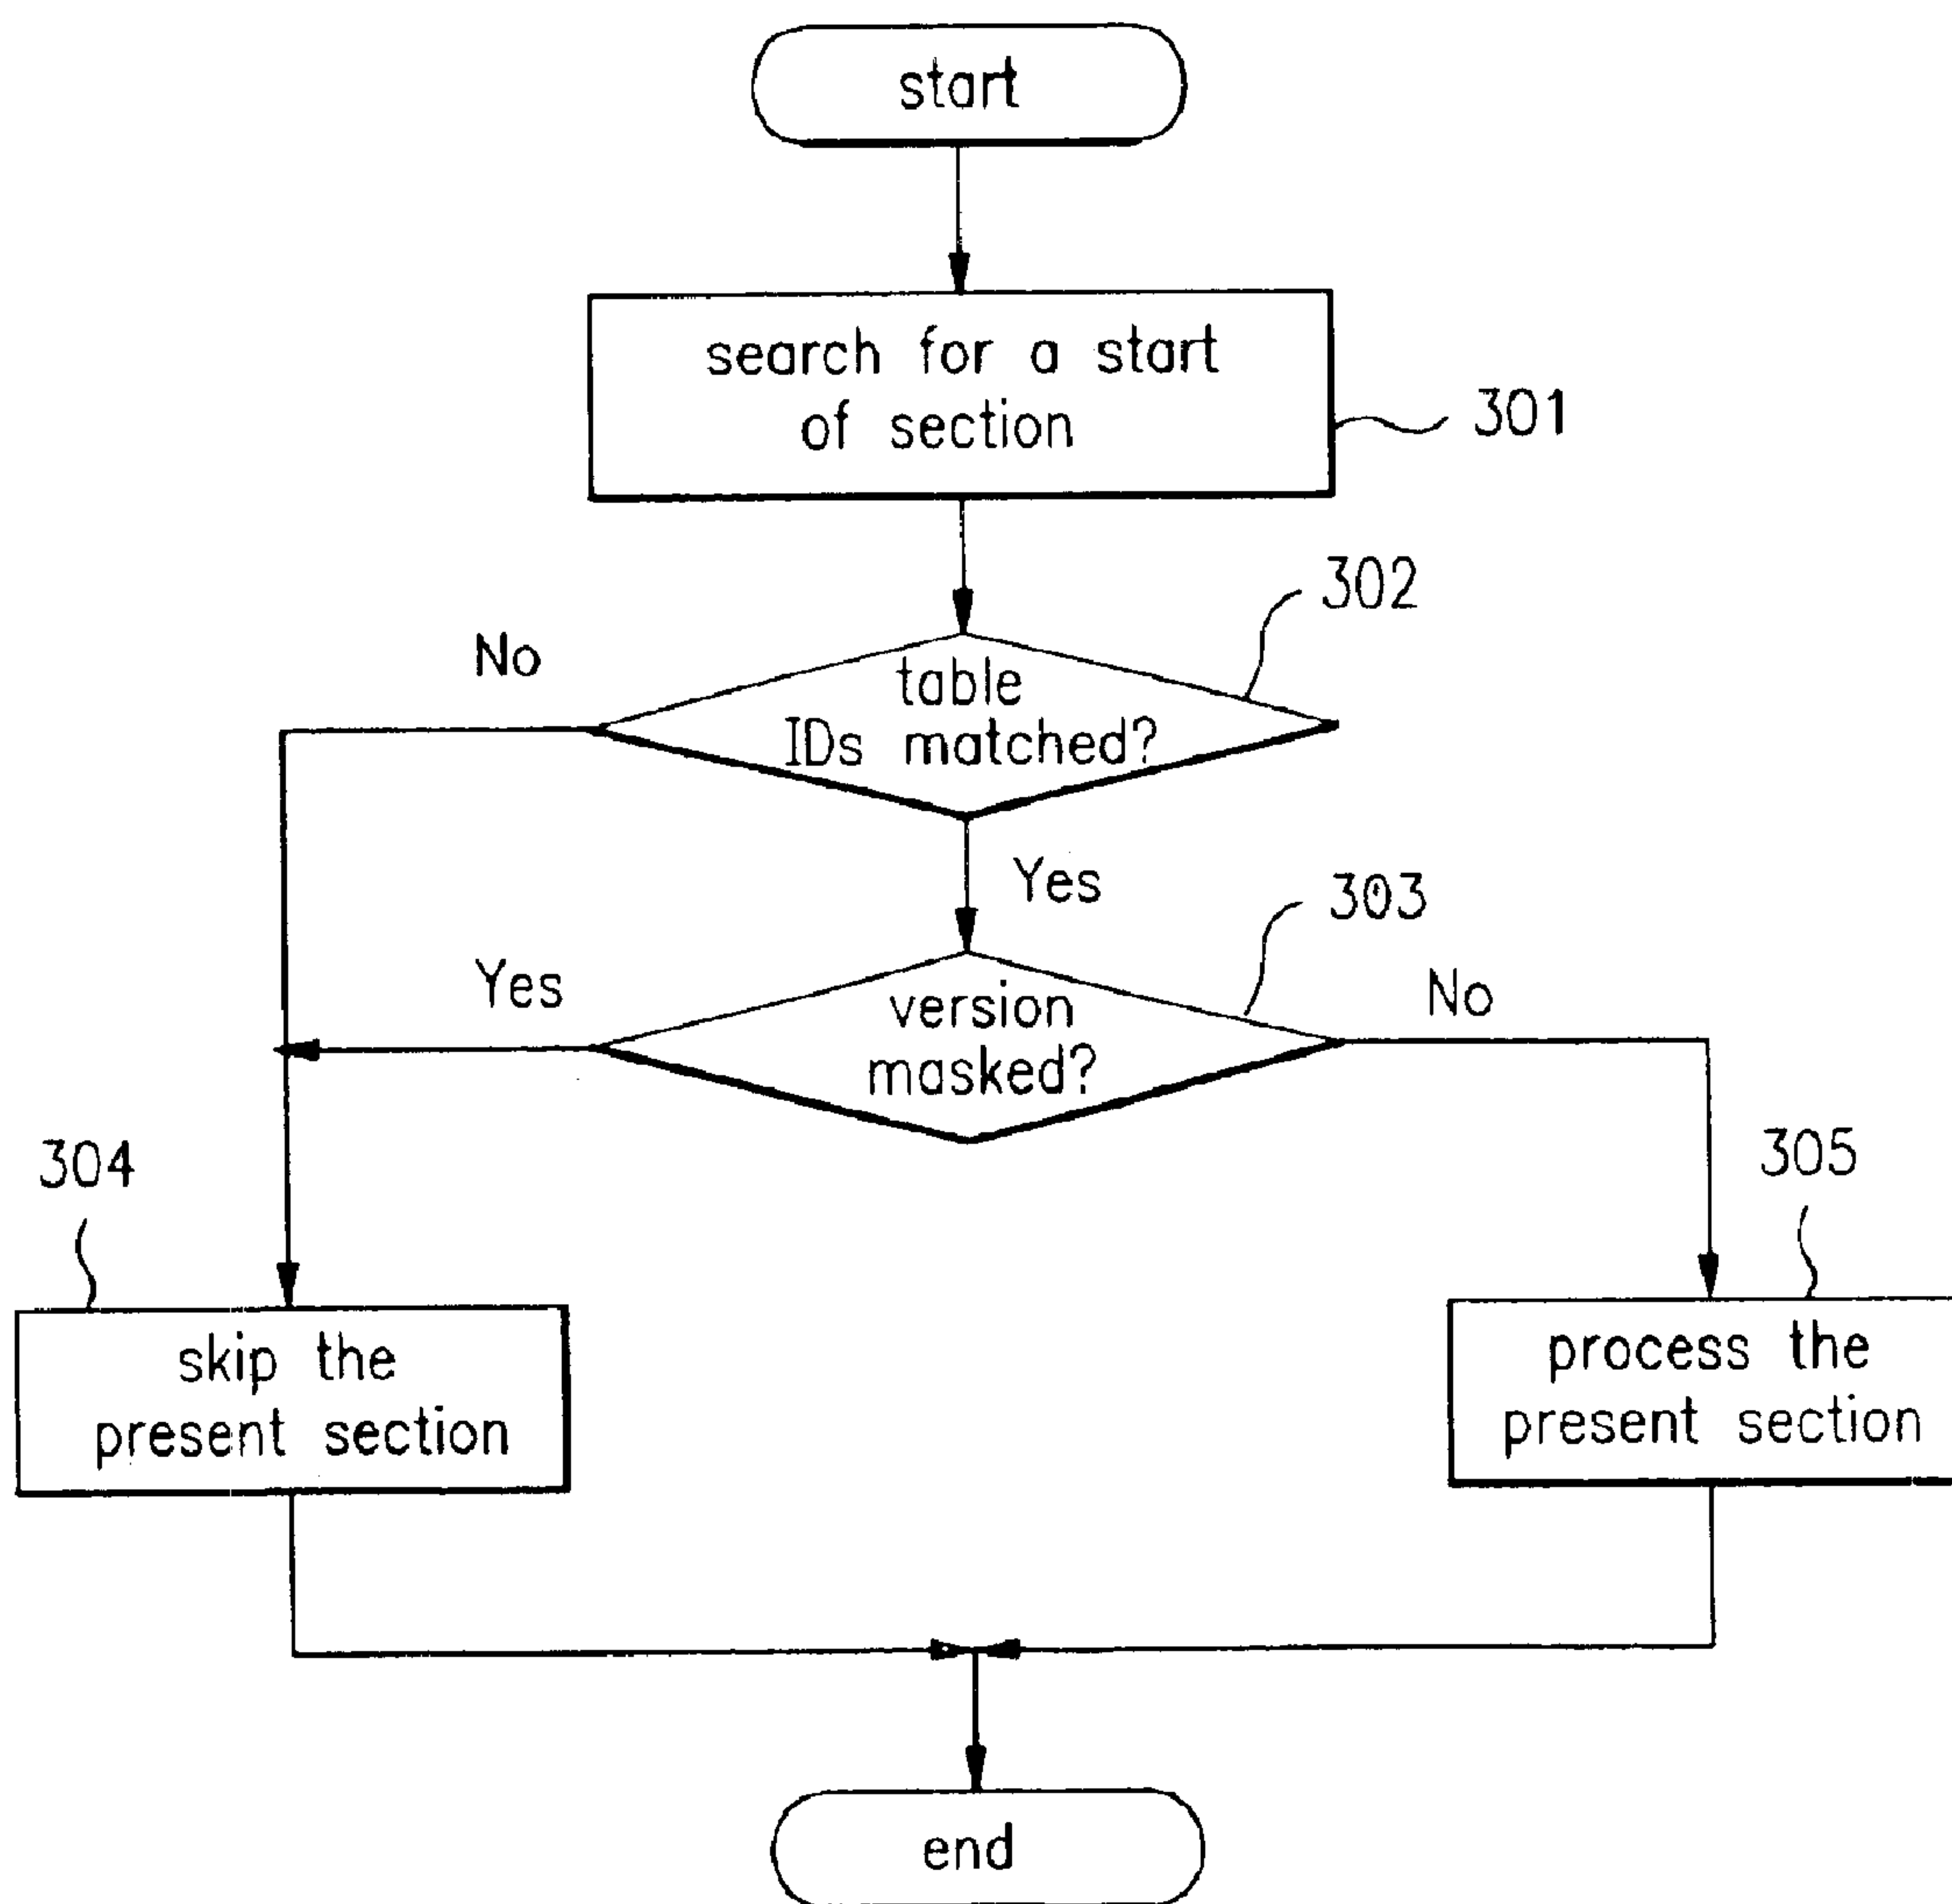 start
search for a start
of section
301
302
No
table
IDs matched?
Yes
303
Yes
No
version
masked?
304
305
skip the
present section
process the
present section
end